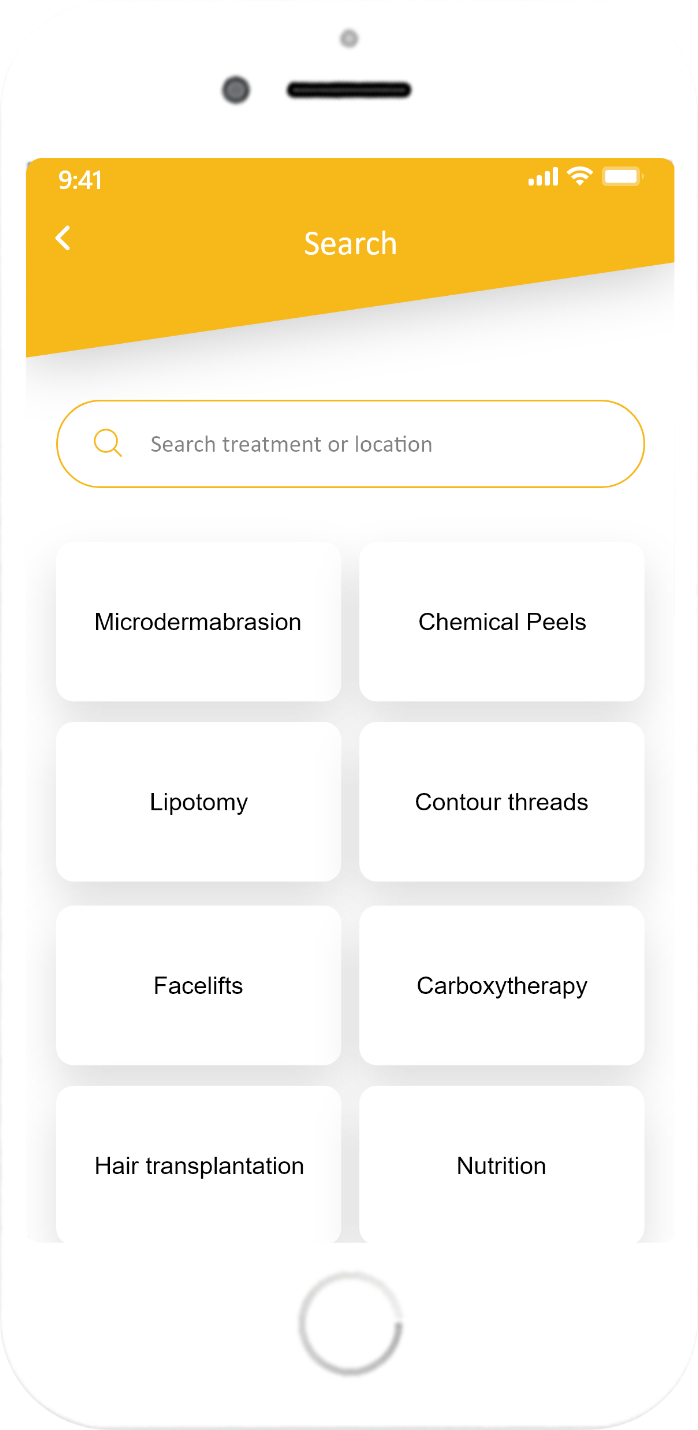 9:41
Search
Search treatment or location
Microdermabrasion
Chemical Peels
Lipotomy
Contour threads
Facelifts
Carboxytherapy
Hair transplantation
Nutrition